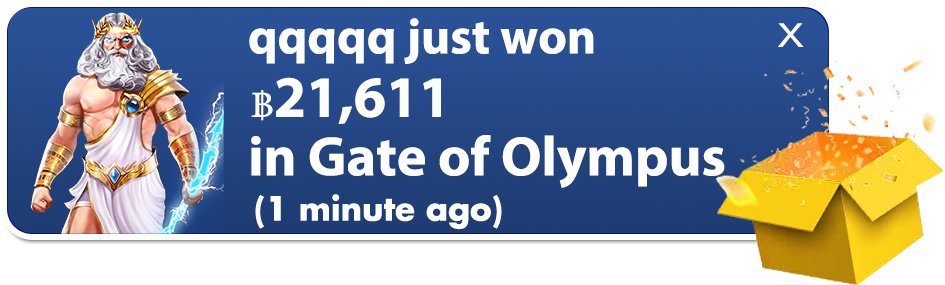 qqqqq just won
฿21,611
in Gate of Olympus
(1 minute ago)
X